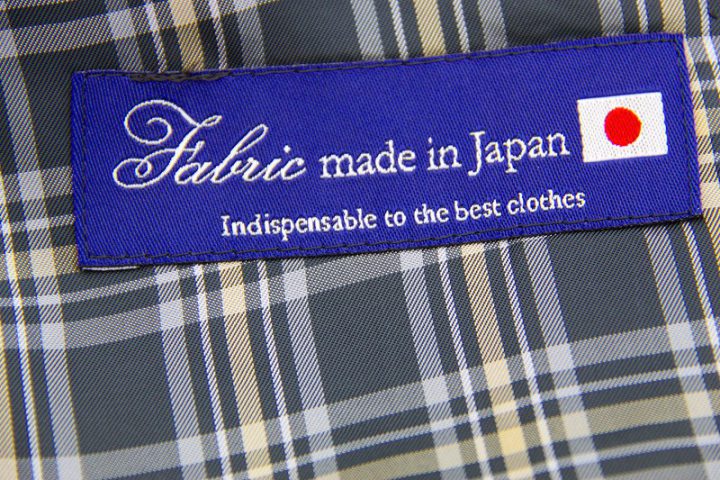 Fabric made in Japan
Indispensable to the best clothes